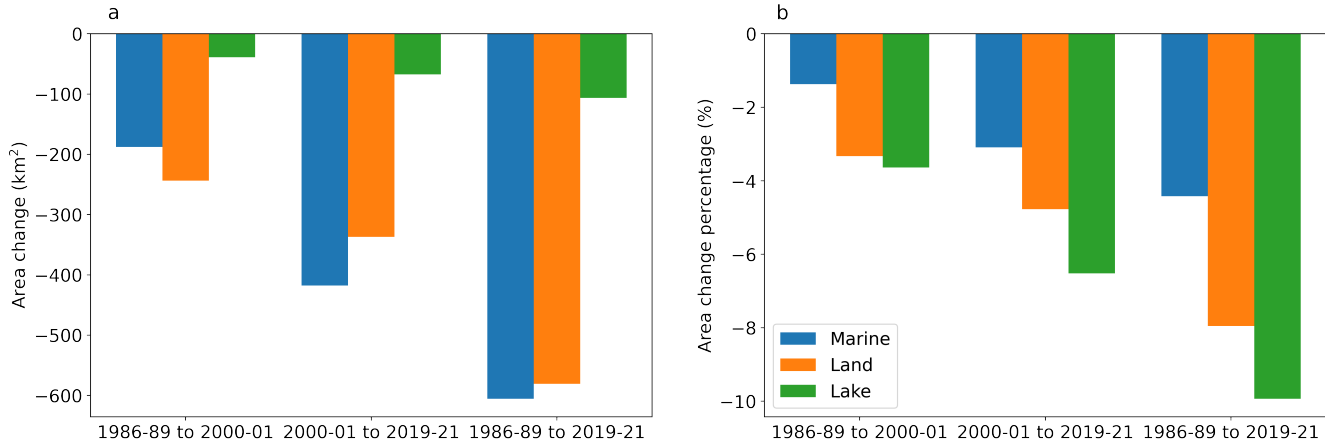 a
Area change (km²)
0
−100
−200
−300
−400
−500
−600
1986-89 to 2000-01 2000-01 to 2019-21 1986-89 to 2019-21
b
Area change percentage (%)
0
−2
−4
−6
−8
−10
Marine
Land
Lake
1986-89 to 2000-01 2000-01 to 2019-21 1986-89 to 2019-21